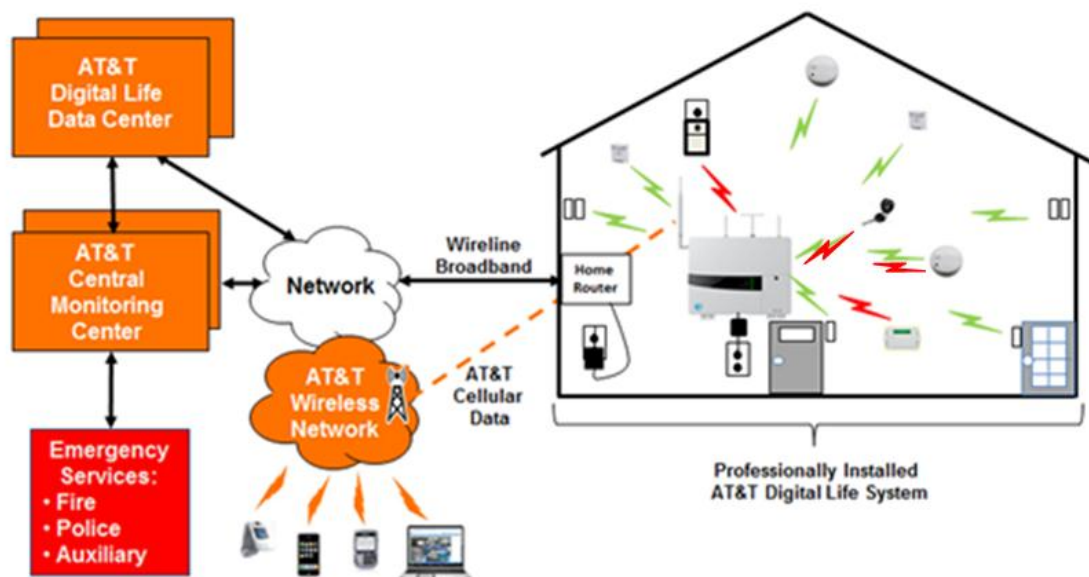 AT&T
Digital Life
Data Center
AT&T
Central
Monitoring
Center
Emergency
Services:
• Fire
• Police
• Auxiliary
Network
AT&T
Wireless
Network
Wireline
Broadband
AT&T
Cellular
Data
Home
Router
Professionally Installed
AT&T Digital Life System